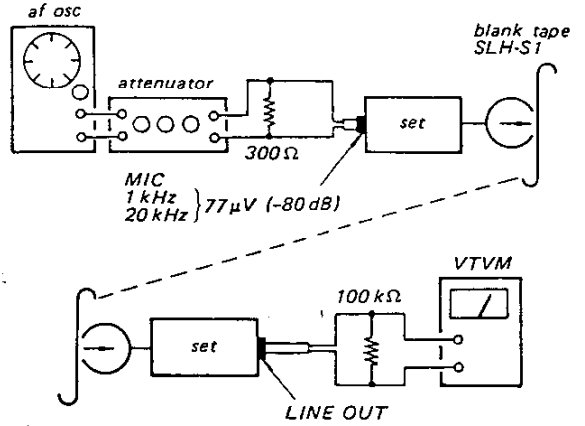 af osc
blank tape
SLH-S1
attenuator
set
300Ω
MIC
1 kHz
20 kHz
77μV (-80 dB)
VTVM
100 kΩ
set
LINE OUT